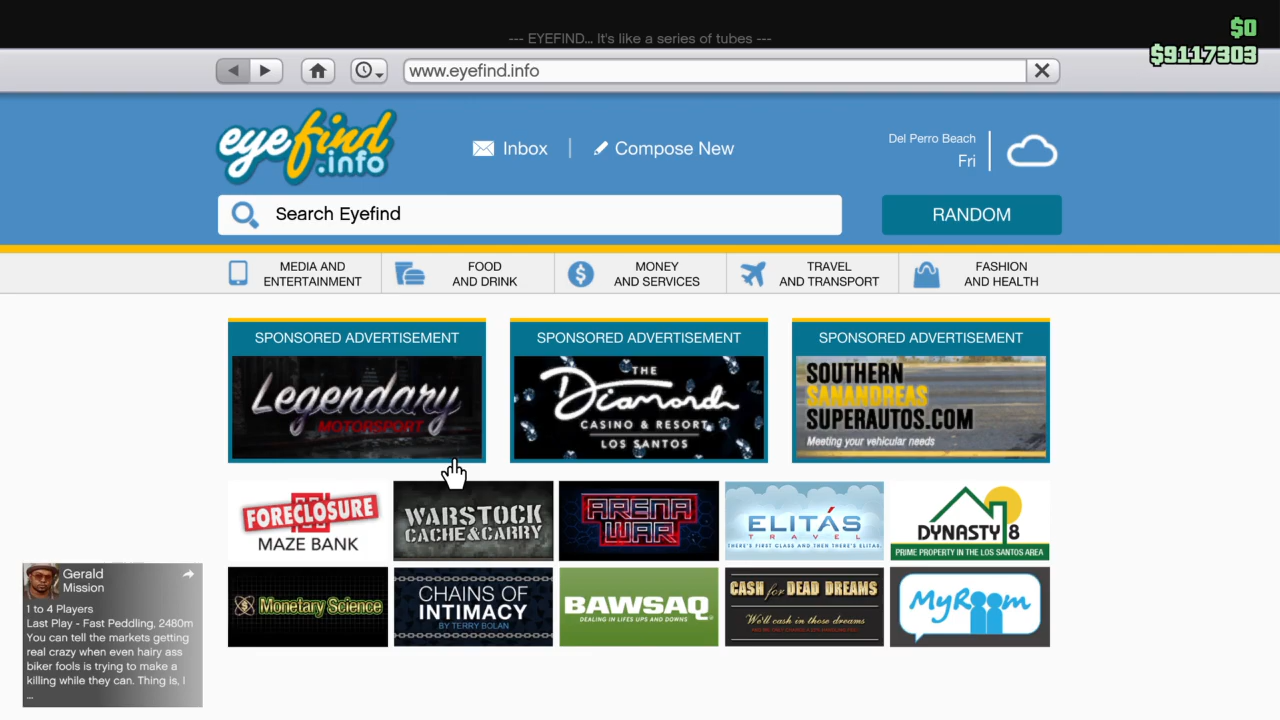 --- EYEFIND... It's like a series of tubes ---
$0
$9117303
www.eyefind.info
eyefind
.info
Inbox
Compose New
Del Perro Beach
Fri
Search Eyefind
RANDOM
MEDIA AND
ENTERTAINMENT
FOOD
AND DRINK
MONEY
AND SERVICES
TRAVEL
AND TRANSPORT
FASHION
AND HEALTH
SPONSORED ADVERTISEMENT
Legendary
MOTORSPORT
SPONSORED ADVERTISEMENT
THE
Diamond
CASINO & RESORT
LOS SANTOS
SPONSORED ADVERTISEMENT
SOUTHERN
SANANDREAS
SUPERAUTOS.COM
Meeting your vehicular needs
FORECLOSURE
MAZE BANK
WARSTOCK
CACHE&CARRY
ARENA
WAR
ELITÁS
TRAVEL
THERE'S FIRST CLASS AND THEN THERE'S ELITAS.
DYNASTY 8
PRIME PROPERTY IN THE LOS SANTOS AREA
Monetary Science
CHAINS OF
INTIMACY
BY TERRY BOLAN
BAWSAQ
DEALING IN LIFES UPS AND DOWNS
CASH for DEAD DREAMS
We'll cash in those dreams
MyRoom
Gerald
Mission
1 to 4 Players
Last Play - Fast Peddling, 2480m
You can tell the markets getting
real crazy when even hairy ass
biker fools is trying to make a
killing while they can. Thing is, I
...